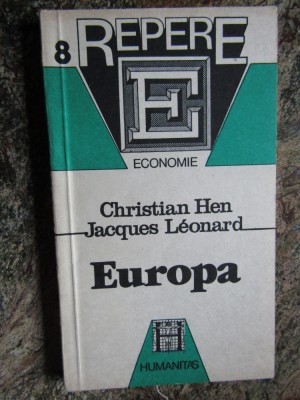 8 REPERE
E
ECONOMIE
Christian Hen
Jacques Léonard
Europa
HUMANITAS